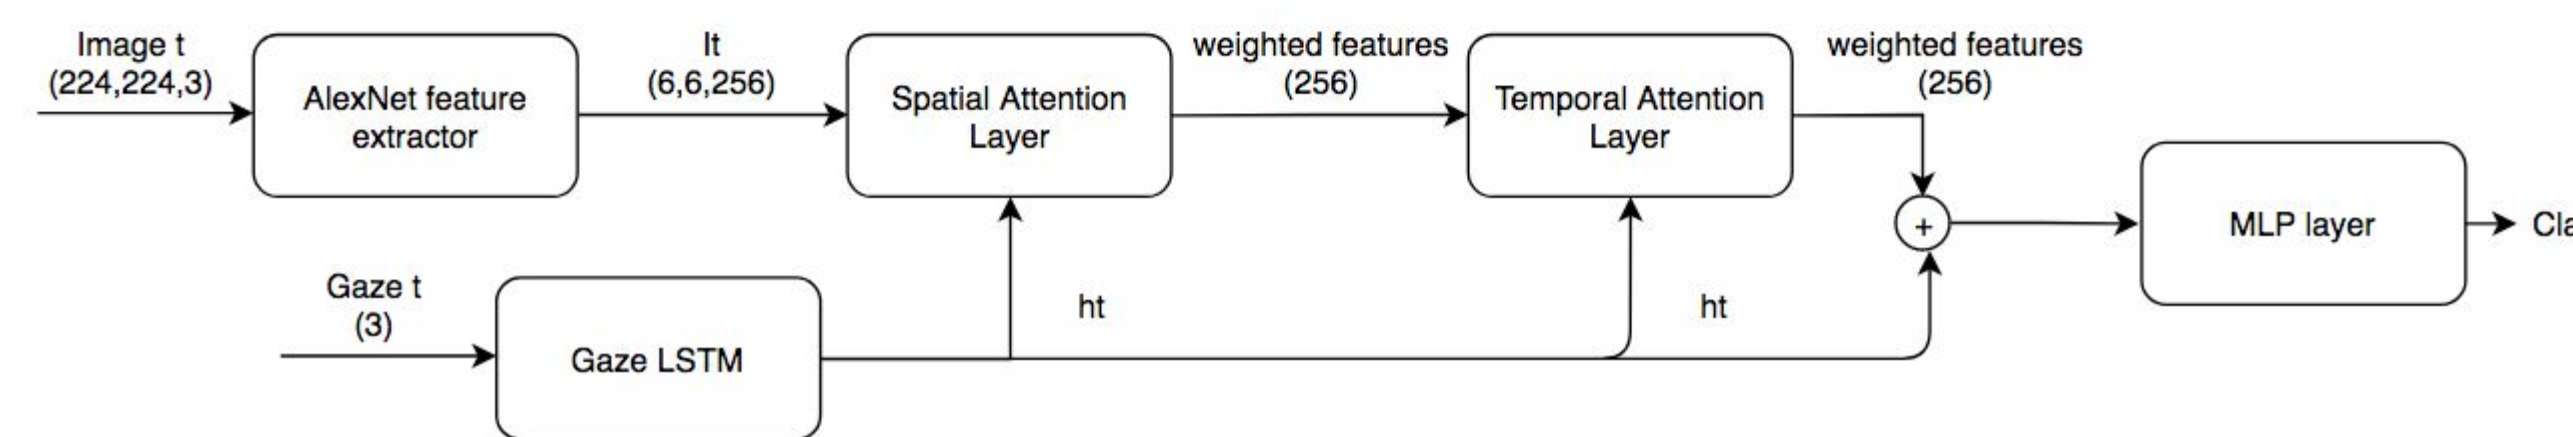 Image t
(224,224,3)
AlexNet feature
extractor
It
(6,6,256)
Spatial Attention
Layer
weighted features
(256)
Temporal Attention
Layer
weighted features
(256)
+
MLP layer
Gaze t
(3)
Gaze LSTM
ht
ht